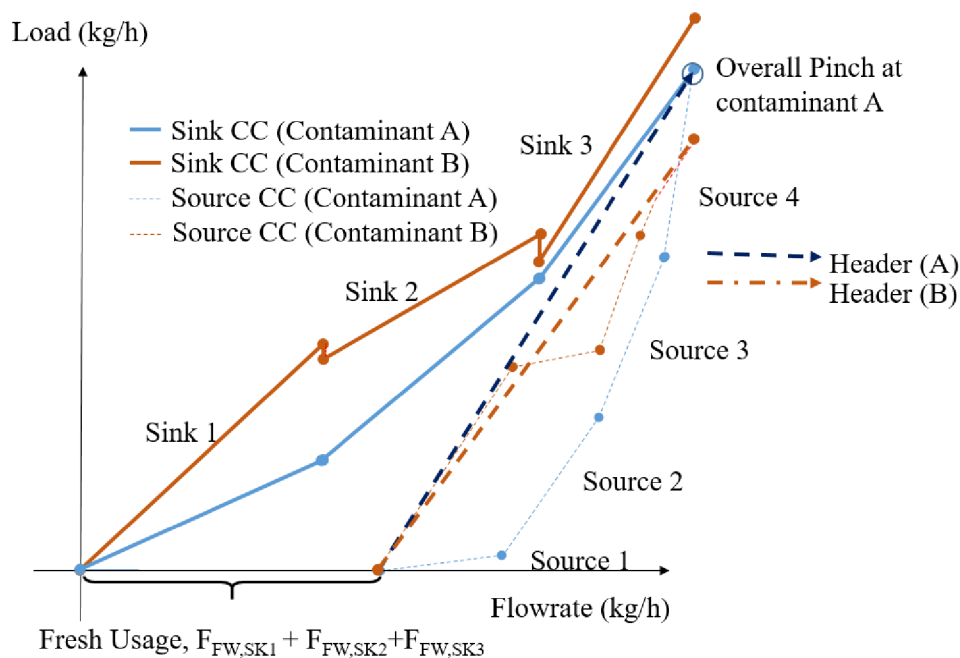 Load (kg/h)
Overall Pinch at
contaminant A
Sink CC (Contaminant A)
Sink CC (Contaminant B)
Source CC (Contaminant A)
Source CC (Contaminant B)
Sink 3
Source 4
Sink 2
Header (A)
Header (B)
Source 3
Sink 1
Source 2
Source 1
Flowrate (kg/h)
Fresh Usage, F_FW,SK1 + F_FW,SK2+F_FW,SK3